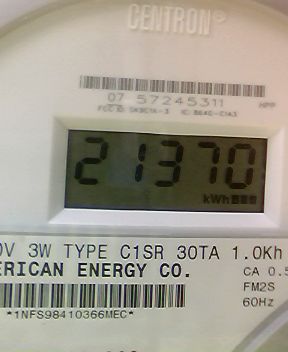 CENTRON®
07 57245311 HPP
21370
kWh
0V 3W TYPE C1SR 30TA 1.0Kh
ERICAN ENERGY CO.
CA 0.5
FM2S
60Hz
*1NFS98410366MEC*